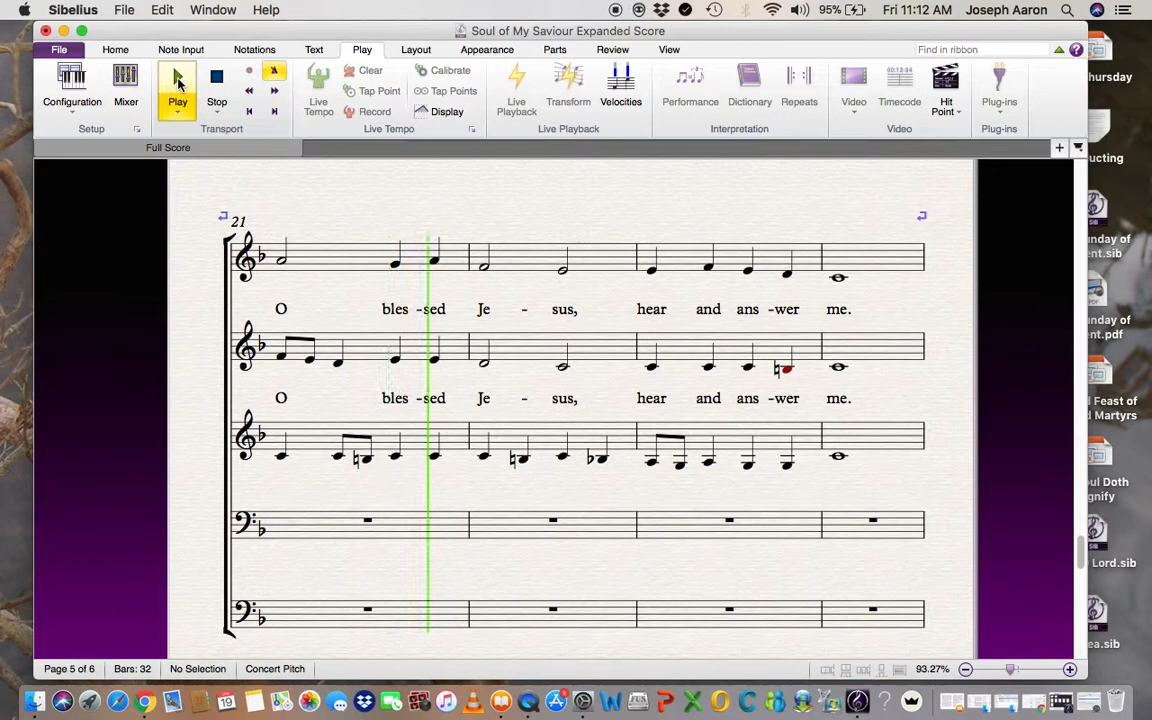 Sibelius File Edit Window Help 95% Fri 11:12 AM Joseph Aaron
Soul of My Saviour Expanded Score
File Home Note Input Notations Text Play Layout Appearance Parts Review View Find in ribbon
Configuration Mixer Play Stop Live Tempo Clear Tap Point Record Calibrate Tap Points Display Live Playback Transform Velocities Performance Dictionary Repeats Video Timecode Hit Point Plug-ins
Setup Transport Live Tempo Live Playback Interpretation Video Plug-ins
Full Score
21
O bles -sed Je - sus, hear and ans -wer me.
O bles -sed Je - sus, hear and ans -wer me.
Page 5 of 6 Bars: 32 No Selection Concert Pitch 93.27%
hursday
ucting
unday of
ent.sib
unday of
ent.pdf
l Feast of
d Martyrs
oul Doth
gnify
Lord.sib
ea.sib